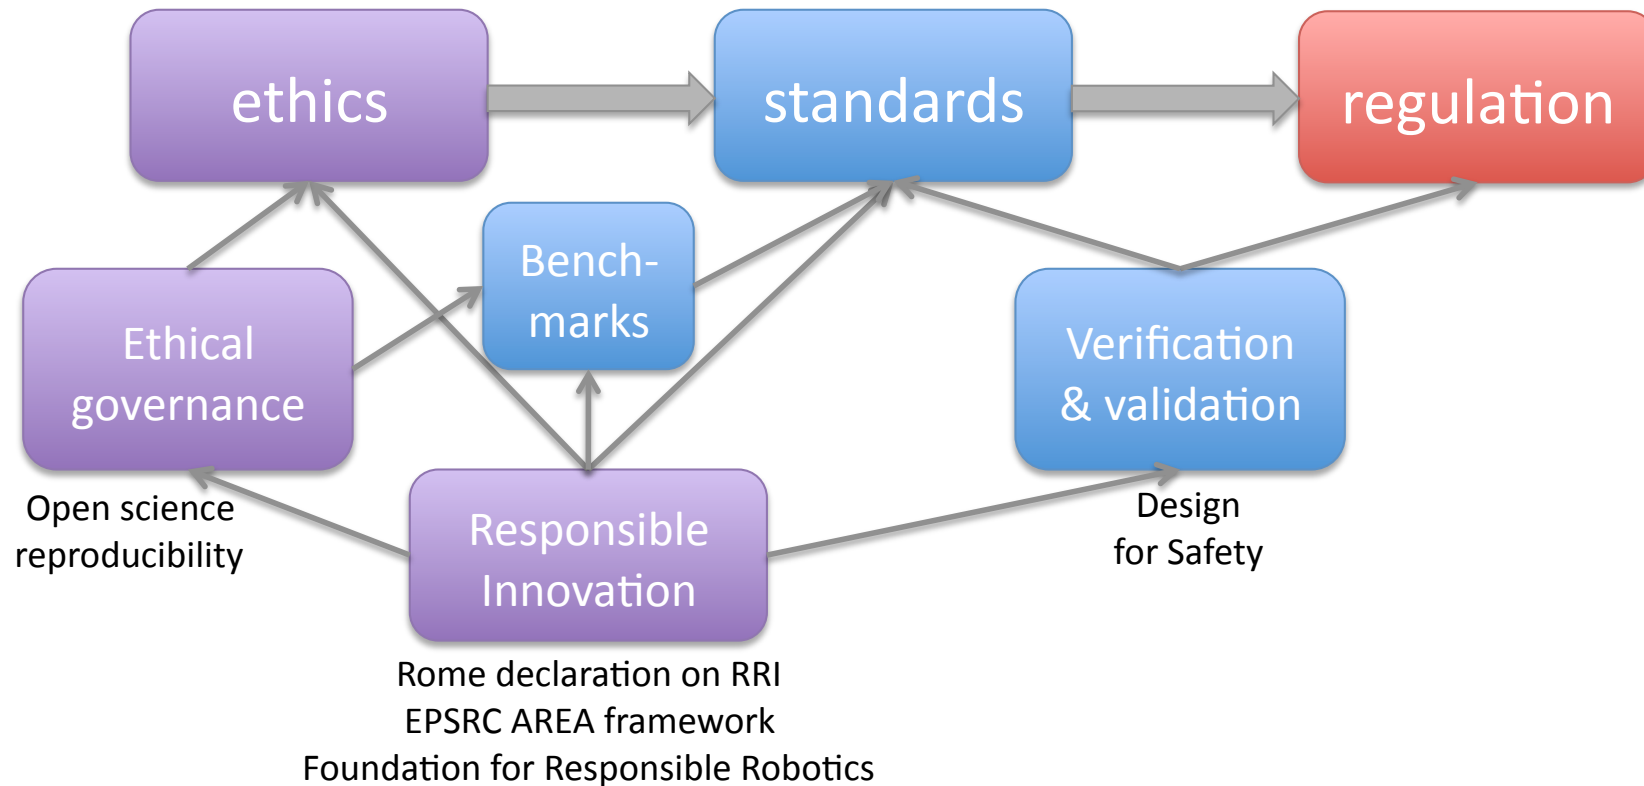 ethics
standards
regulation
Bench-
marks
Ethical
governance
Verification
& validation
Open science
reproducibility
Responsible
Innovation
Design
for Safety
Rome declaration on RRI
EPSRC AREA framework
Foundation for Responsible Robotics